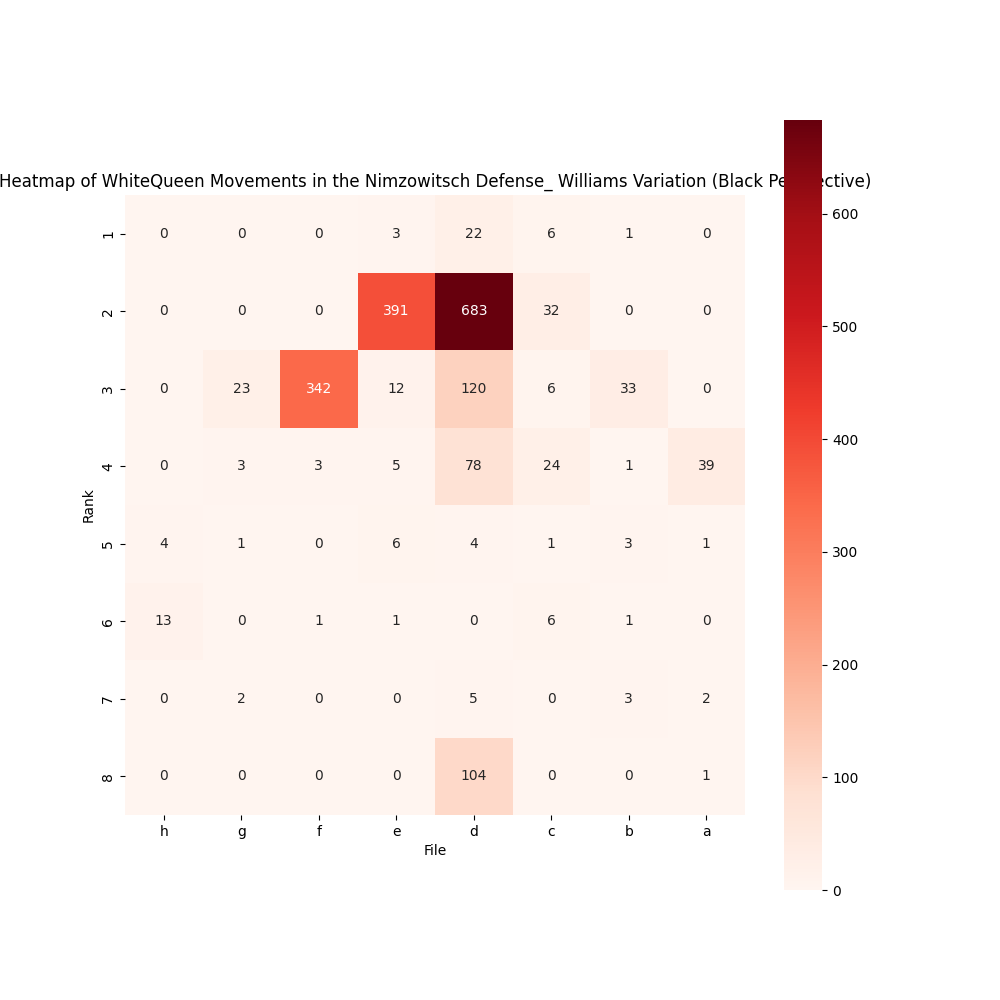 Heatmap of WhiteQueen Movements in the Nimzowitsch Defense_ Williams Variation (Black Pe    ective)
1 0 0 0 3 22 6 1 0
600
2 0 0 0 391 683 32 0 0
500
3 0 23 342 12 120 6 33 0
400
4 0 3 3 5 78 24 1 39
Rank
5 4 1 0 6 4 1 3 1
300
6 13 0 1 1 0 6 1 0
200
7 0 2 0 0 5 0 3 2
8 0 0 0 0 104 0 0 1
100
h g f e d c b a
File
0